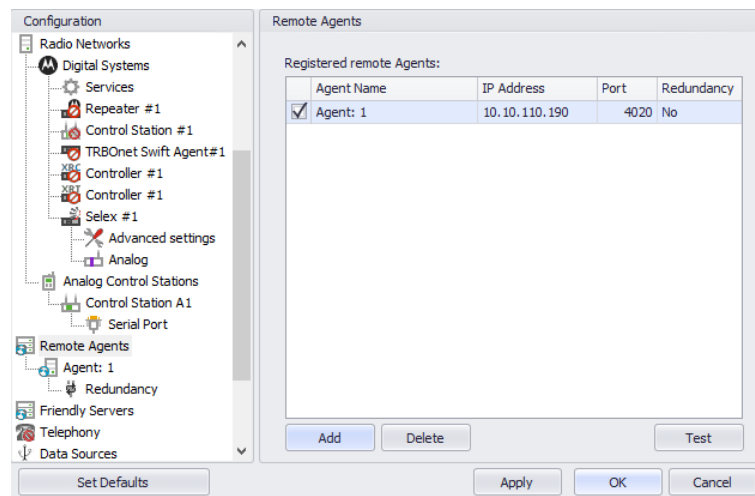 Configuration
Radio Networks
Digital Systems
Services
Repeater #1
Control Station #1
TRBOnet Swift Agent#1
XRC
Controller #1
XRT
Controller #1
Selex #1
Advanced settings
Analog
Analog Control Stations
Control Station A1
Serial Port
Remote Agents
Agent: 1
Redundancy
Friendly Servers
Telephony
Data Sources
Set Defaults
Remote Agents
Registered remote Agents:
Agent Name IP Address Port Redundancy
Agent: 1 10.10.110.190 4020 No
Add Delete Test
Apply OK Cancel